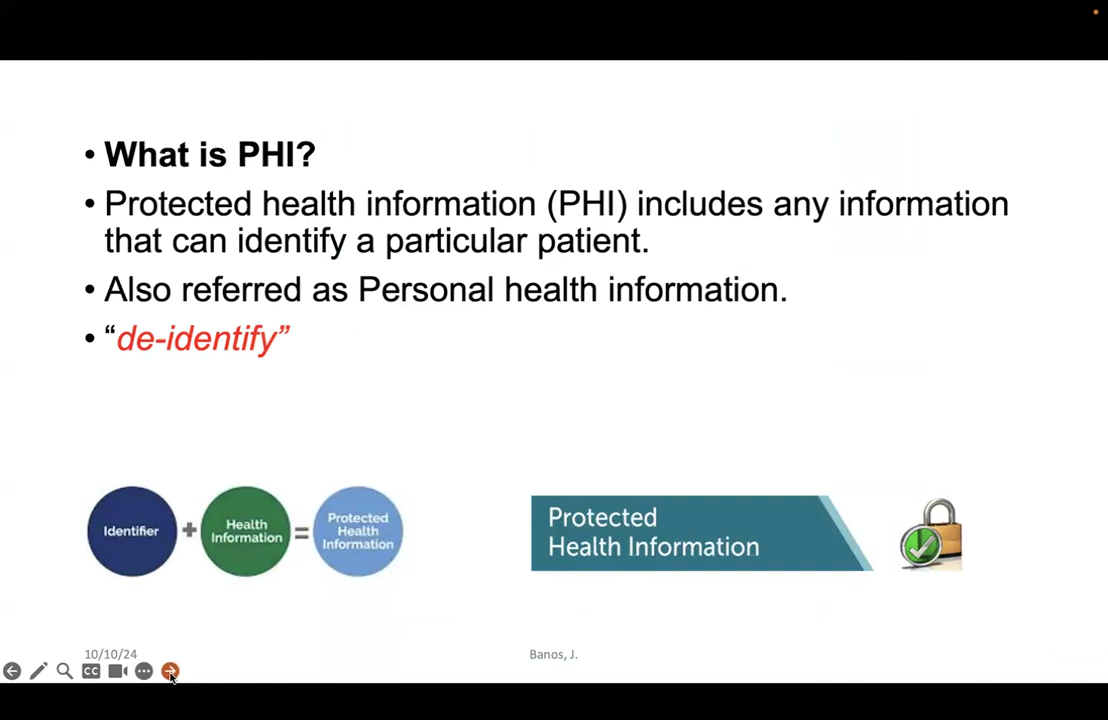 • What is PHI?
• Protected health information (PHI) includes any information
that can identify a particular patient.
• Also referred as Personal health information.
• “de-identify”
Identifier + Health Information = Protected Health Information
Protected
Health Information
10/10/24
Banos, J.
CC